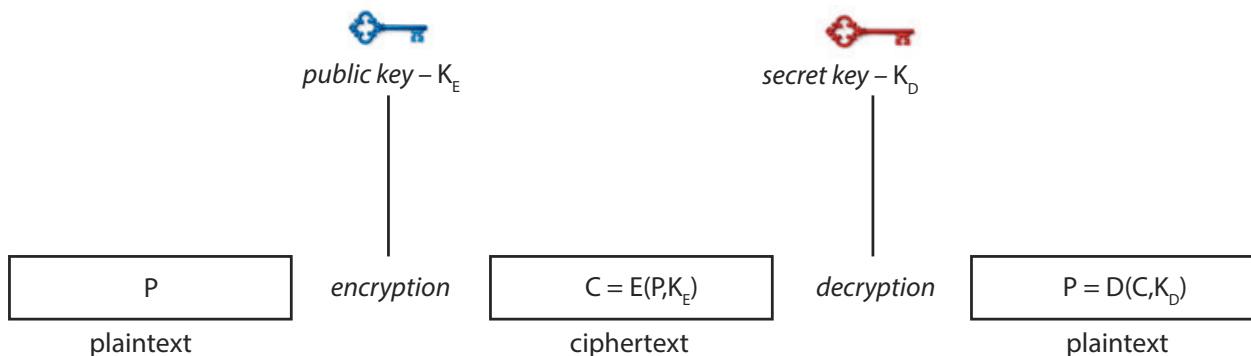 public key – K_E
secret key – K_D
P
encryption
C = E(P,K_E)
decryption
P = D(C,K_D)
plaintext
ciphertext
plaintext